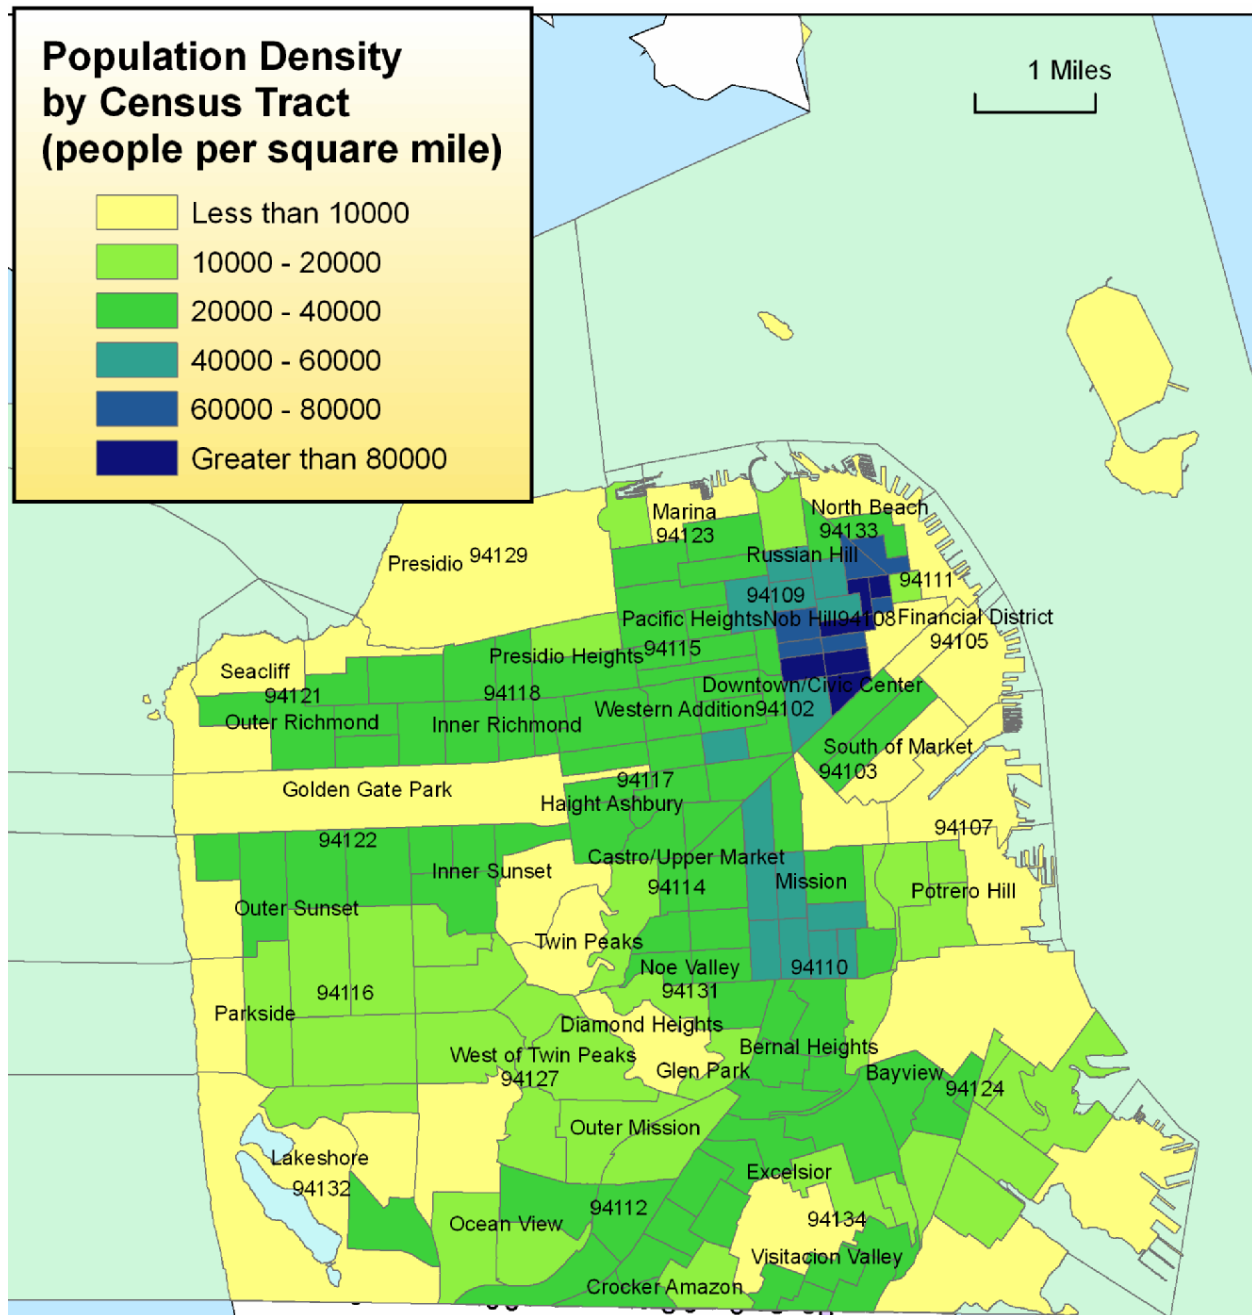 Population Density
by Census Tract
(people per square mile)
Less than 10000
10000 - 20000
20000 - 40000
40000 - 60000
60000 - 80000
Greater than 80000
1 Miles
Marina
94123
North Beach
94133
Presidio 94129
Russian Hill
94111
94109
Pacific Heights Nob Hill 94108 Financial District
94105
94115
Presidio Heights
Seacliff
94121
94118
Downtown/Civic Center
Outer Richmond
Inner Richmond
Western Addition 94102
South of Market
94103
94117
Golden Gate Park
Haight Ashbury
94107
94122
Castro/Upper Market
Inner Sunset
94114
Mission
Potrero Hill
Outer Sunset
Twin Peaks
Noe Valley
94110
94131
94116
Parkside
Diamond Heights
West of Twin Peaks
94127
Glen Park
Bernal Heights
Bayview
94124
Outer Mission
Lakeshore
94132
Excelsior
94112
Ocean View
94134
Visitacion Valley
Crocker Amazon